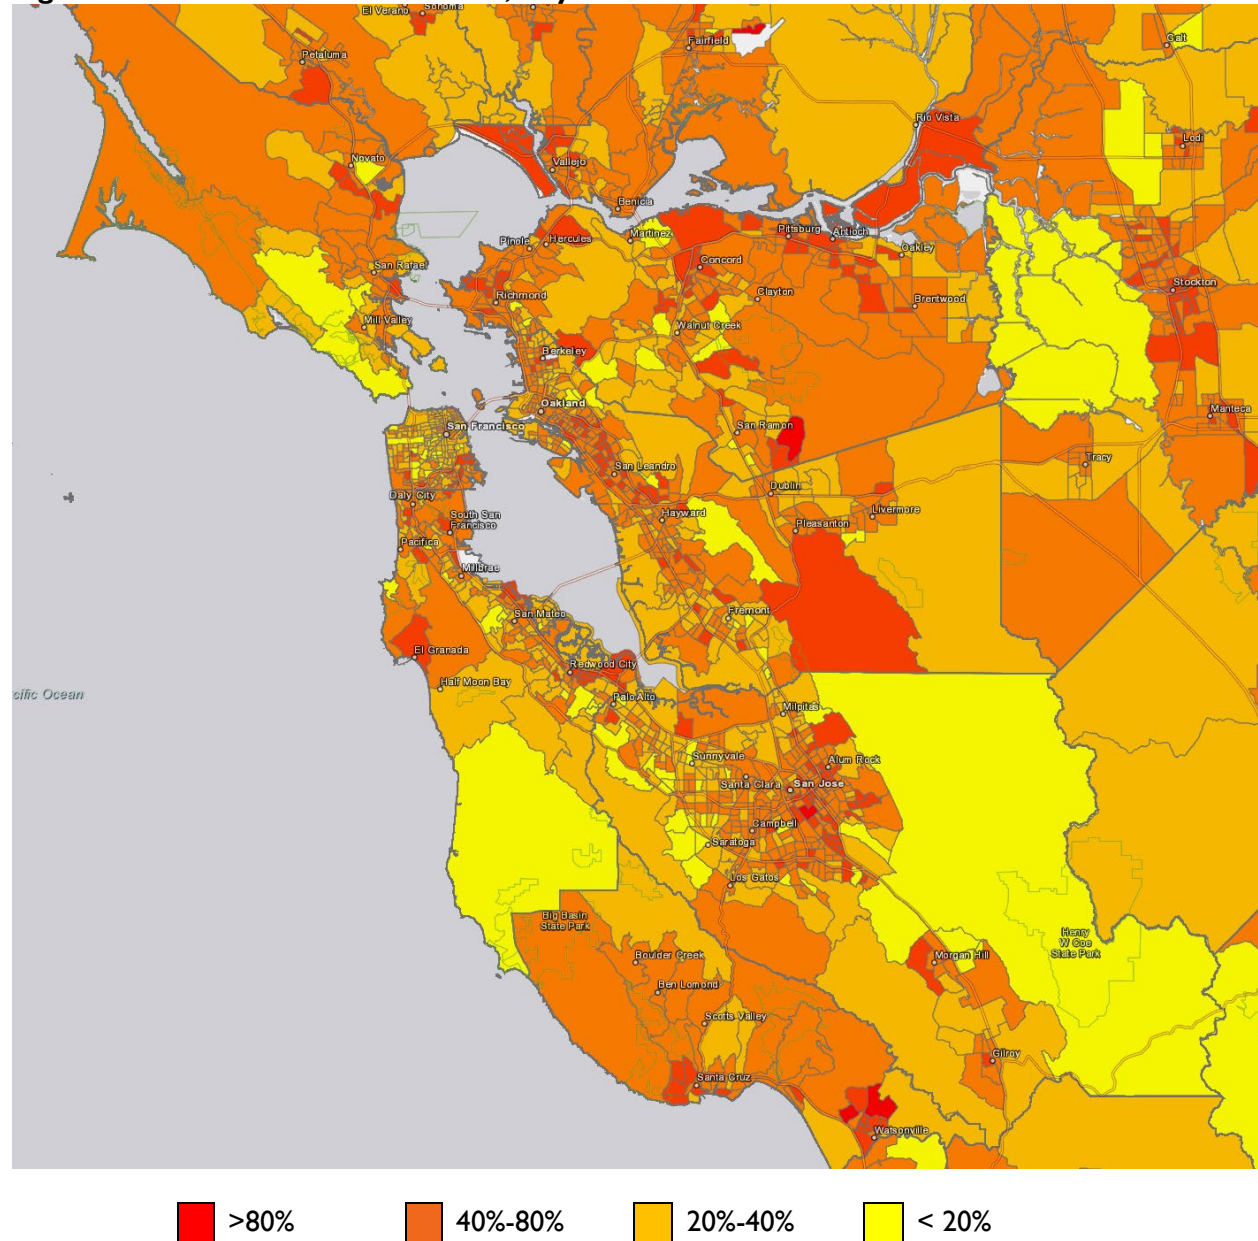 El Verano
Sonoma
Petaluma
Fairfield
Galt
Rio Vista
Lodi
Novato
Vallejo
Benicia
Pinole
Hercules
Martinez
Pittsburg
Antioch
Oakley
San Rafael
Concord
Stockton
Richmond
Clayton
Brentwood
Mill Valley
Walnut Creek
Berkeley
Oakland
Manteca
San Francisco
San Ramon
Tracy
San Leandro
Daly City
Dublin
South San
Francisco
Hayward
Livermore
Pleasanton
Pacifica
Millbrae
San Mateo
Fremont
El Granada
Redwood City
Half Moon Bay
cific Ocean
Palo Alto
Milpitas
Sunnyvale
Alum Rock
Santa Clara
San Jose
Campbell
Saratoga
Los Gatos
Big Basin
State Park
Henry
W Coe
State Park
Boulder Creek
Morgan Hill
Ben Lomond
Scotts Valley
Gilroy
Santa Cruz
Watsonville
>80%
40%-80%
20%-40%
< 20%